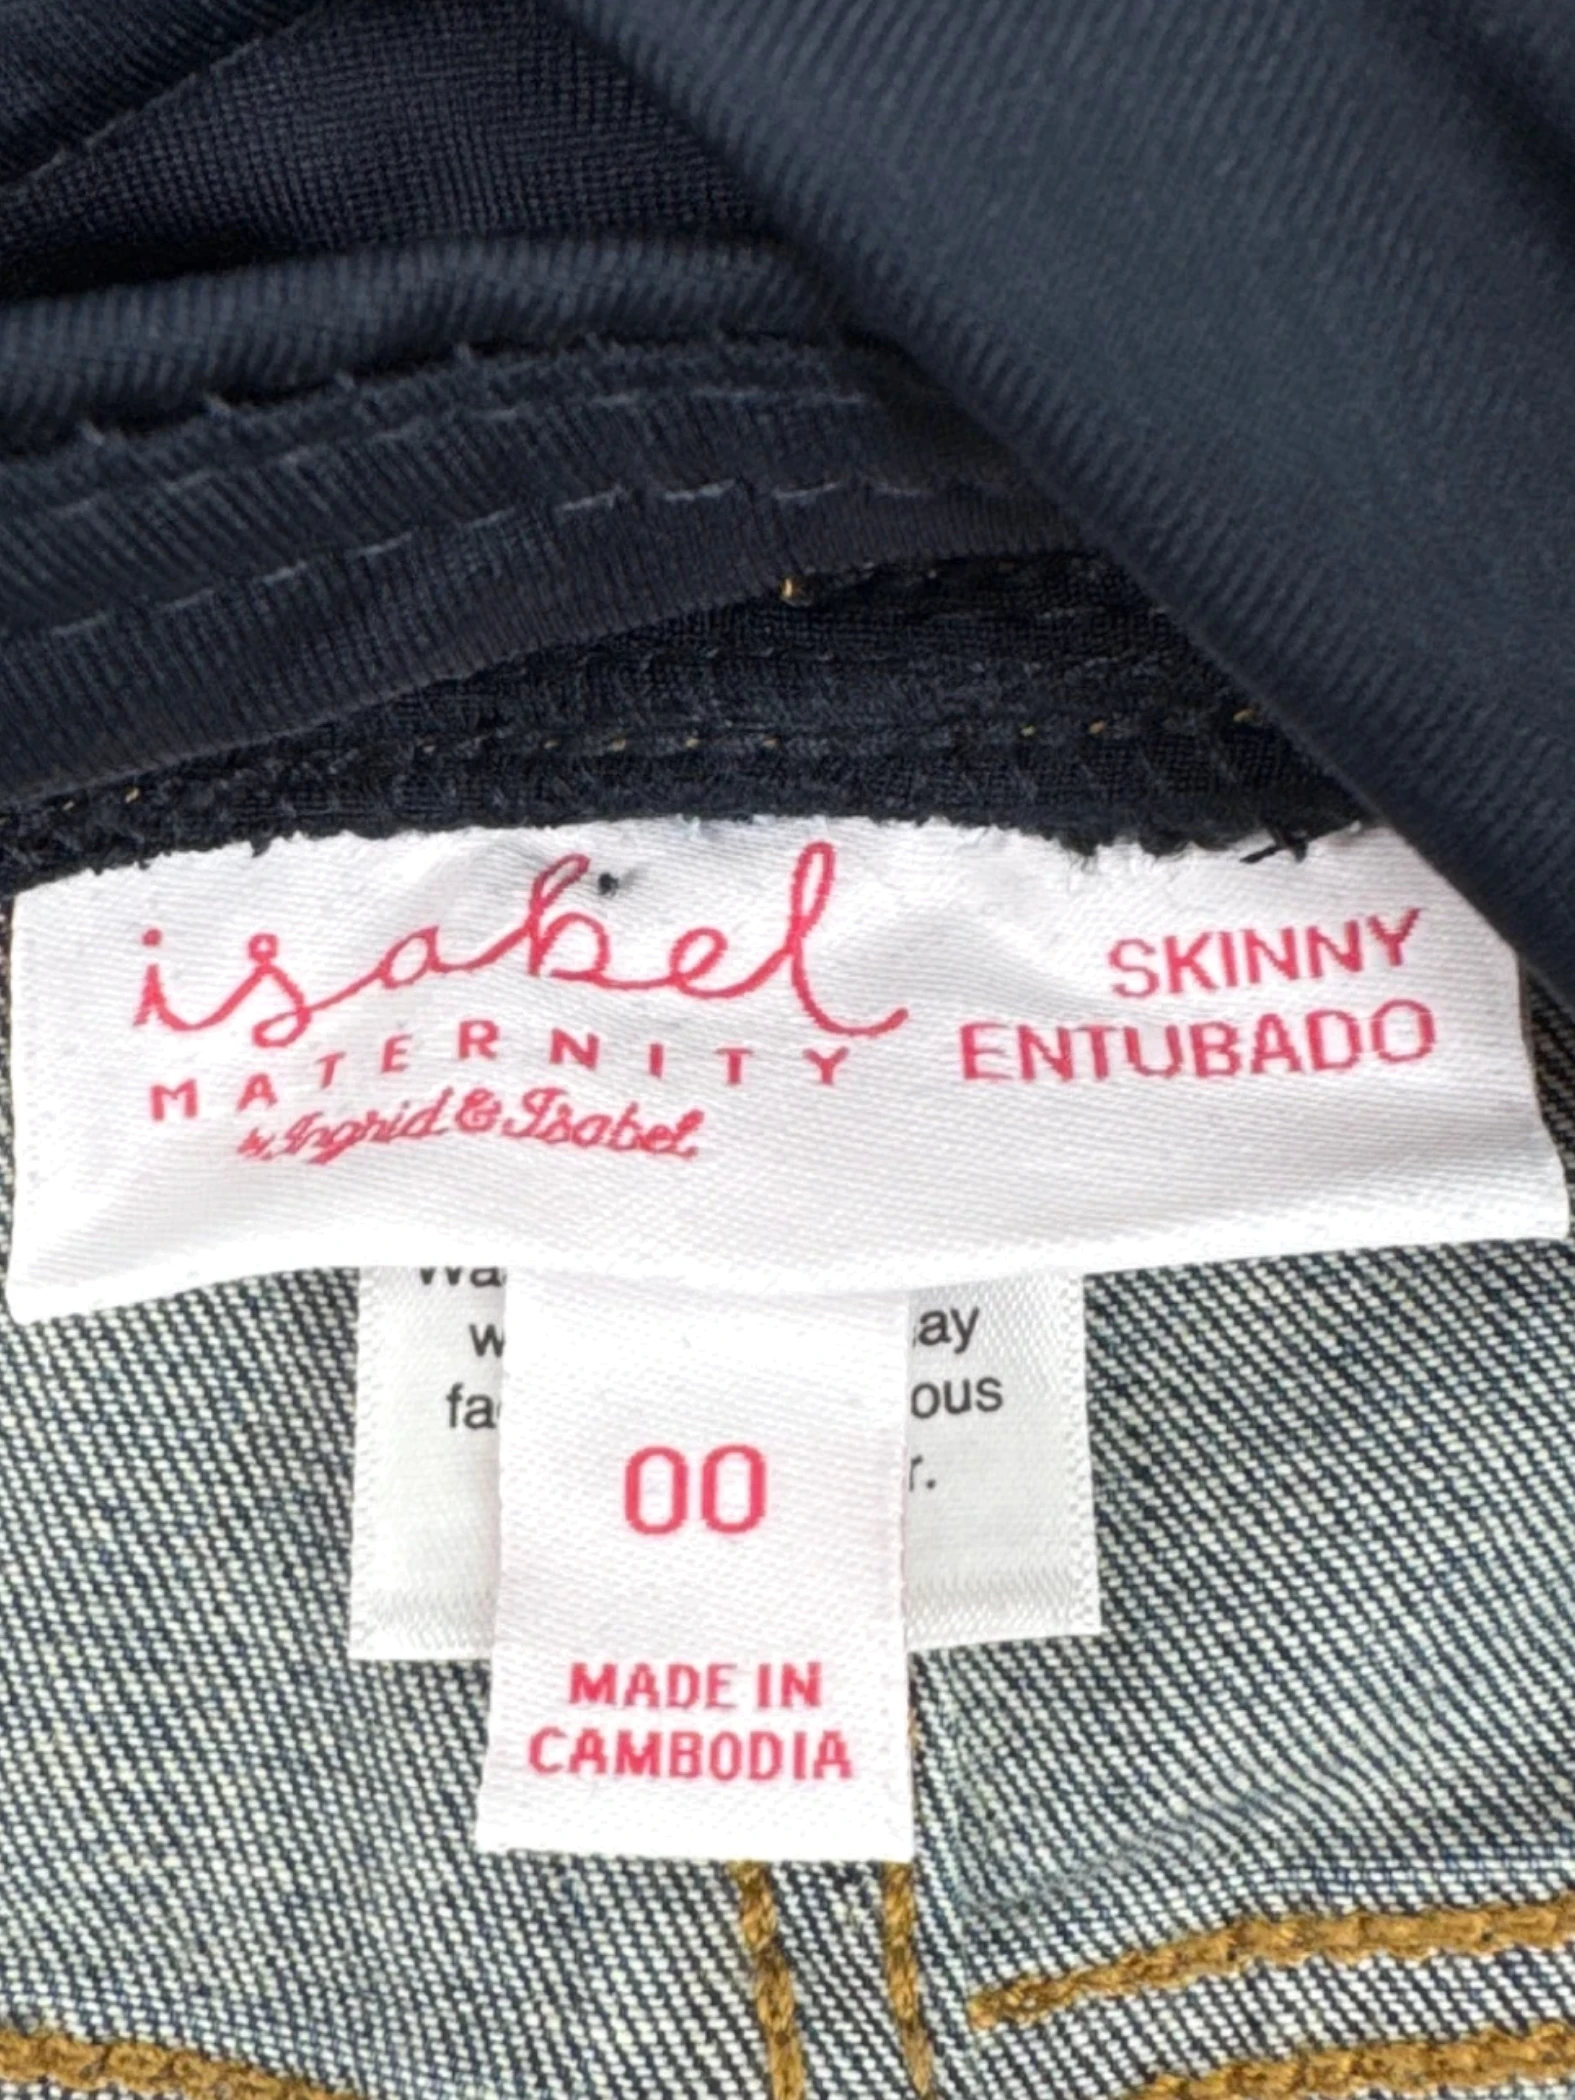 isabel
MATERNITY
by Ingrid & Isabel
SKINNY
ENTUBADO
00
MADE IN
CAMBODIA